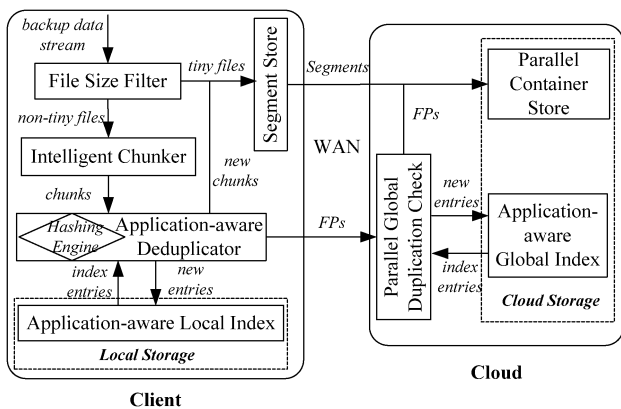 backup data
stream
File Size Filter
tiny files
Segment Store
Segments
Parallel
Container
Store
non-tiny files
FPs
Intelligent Chunker
new
chunks
WAN
chunks
Hashing
Engine
Application-aware
Deduplicator
FPs
Parallel Global
Duplication Check
new
entries
Application-
aware
Global Index
index
entries
index
entries
new
entries
Cloud Storage
Application-aware Local Index
Local Storage
Client
Cloud